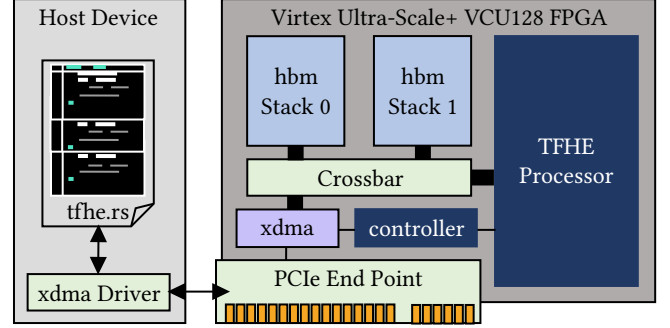 Host Device
tfhe.rs
xdma Driver
Virtex Ultra-Scale+ VCU128 FPGA
hbm
Stack 0
hbm
Stack 1
TFHE
Processor
Crossbar
xdma
controller
PCIe End Point